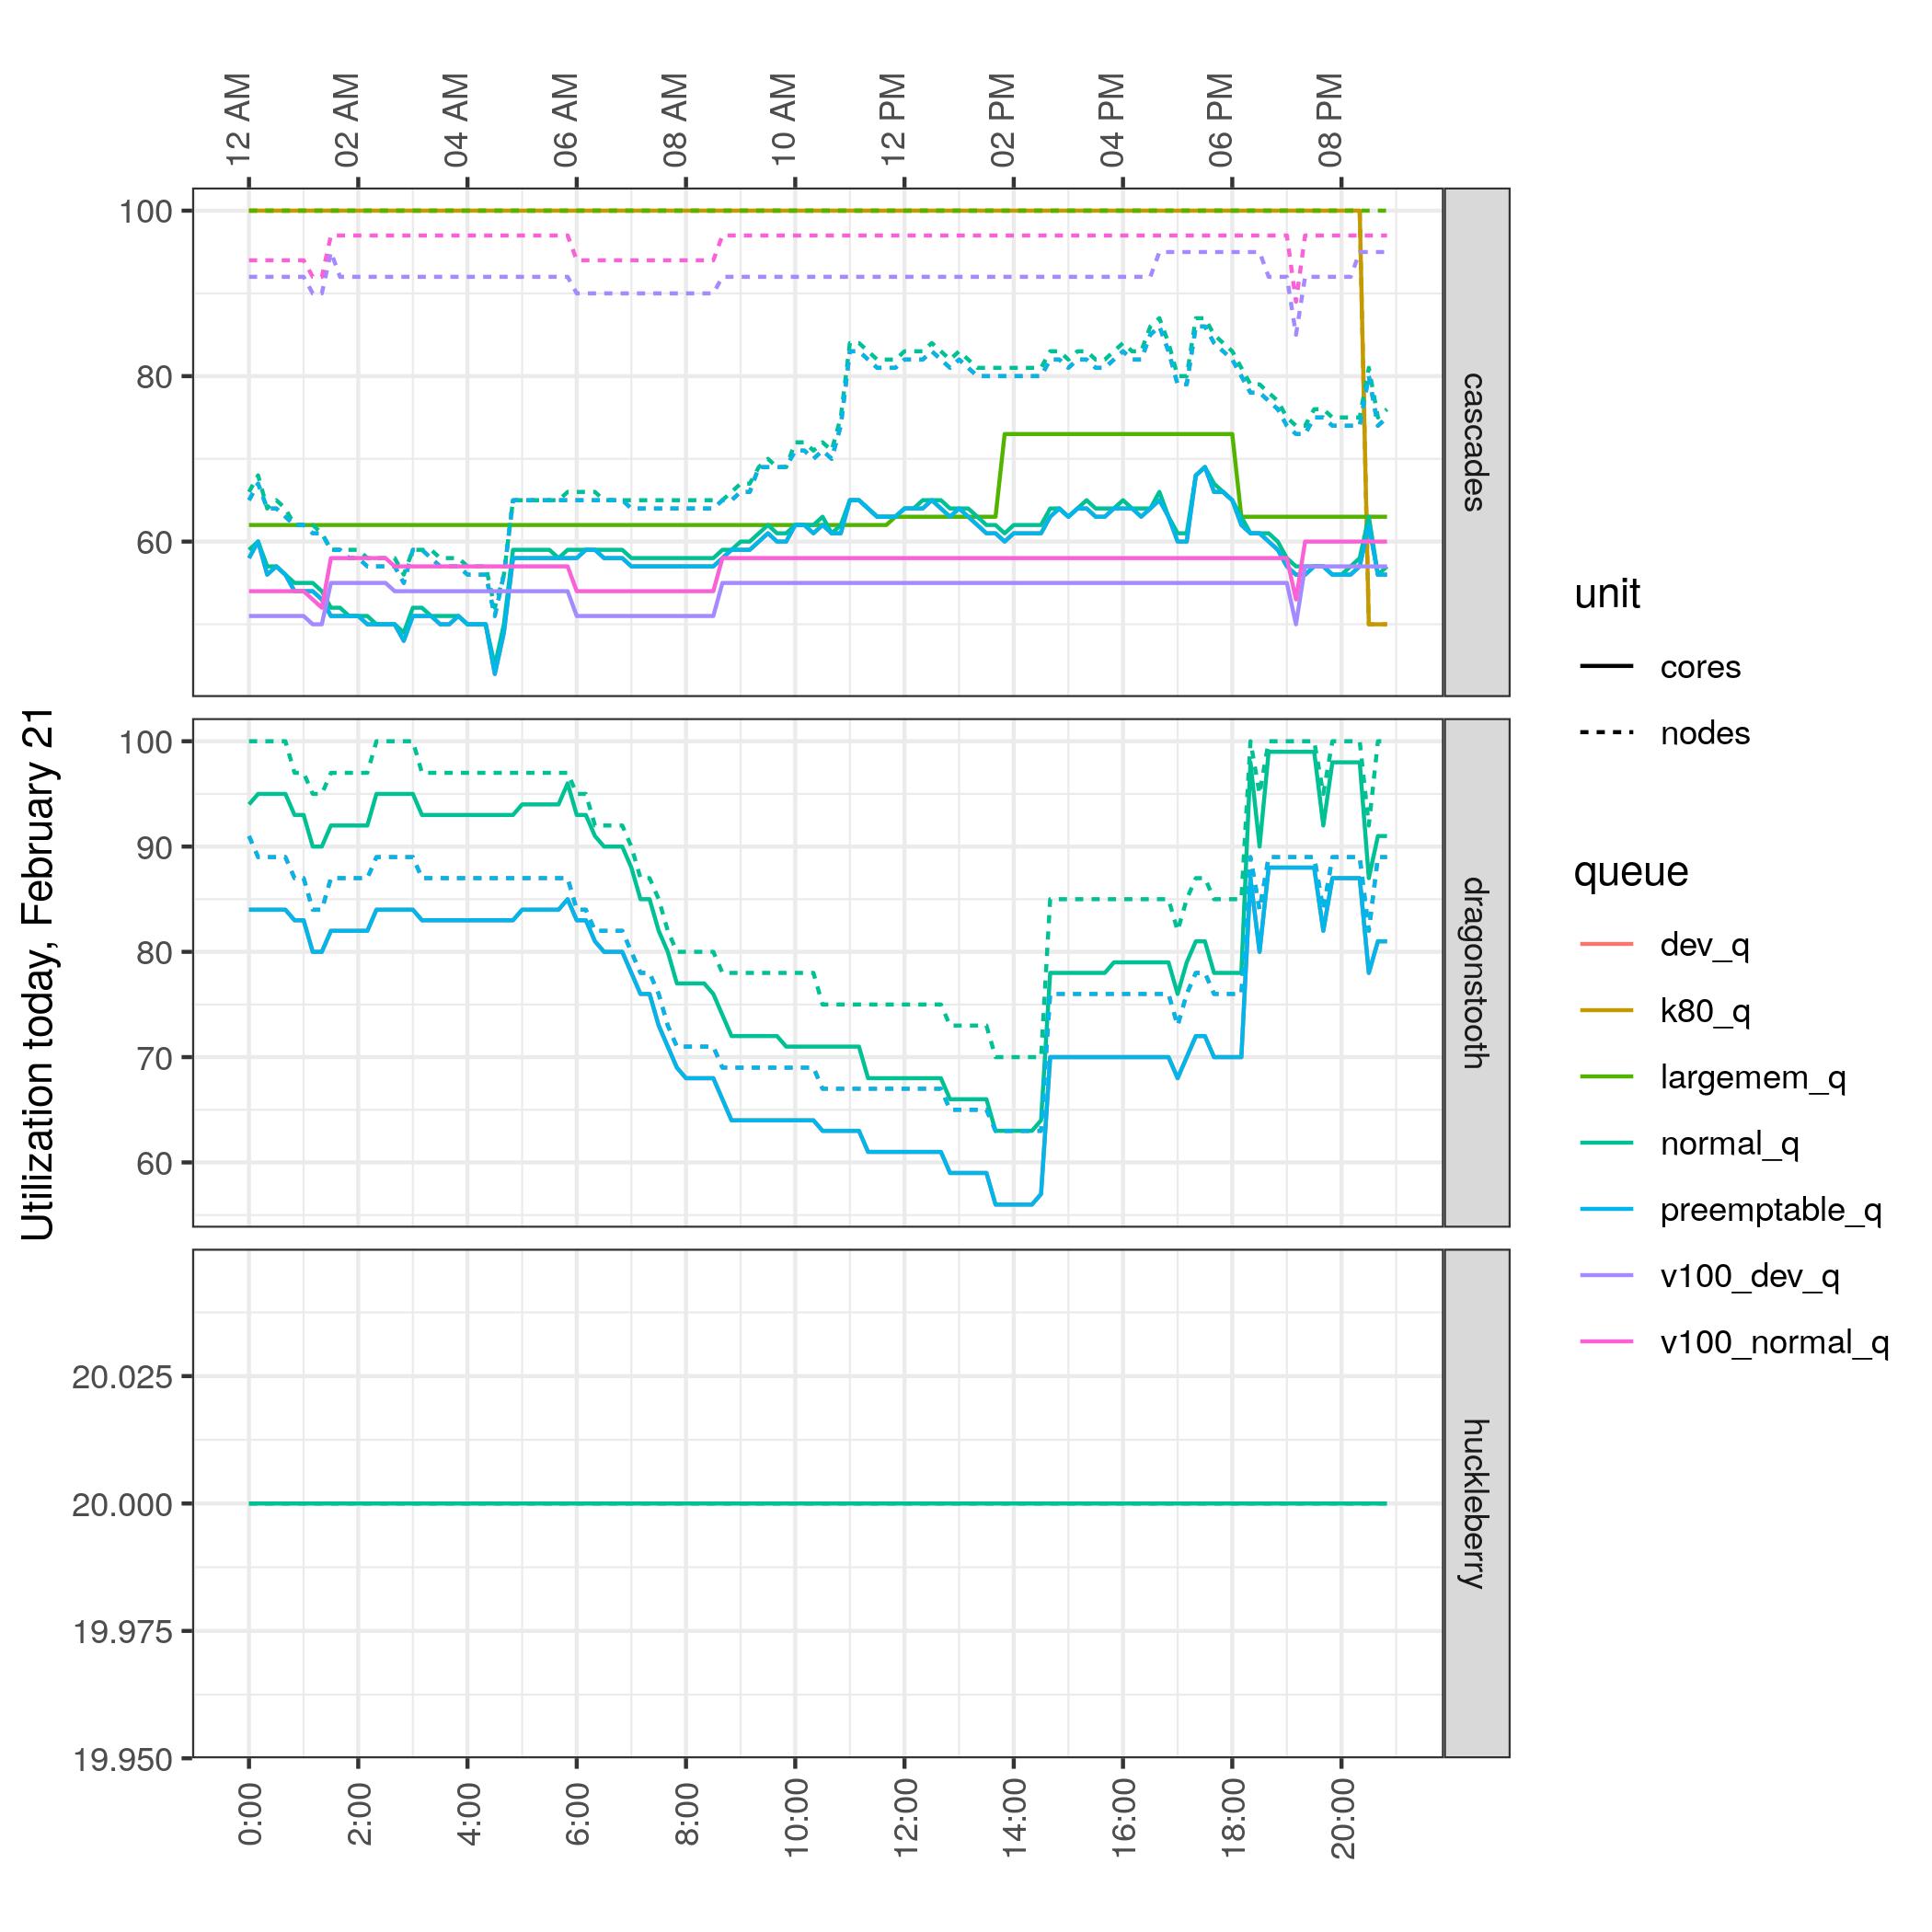 12 AM
02 AM
04 AM
06 AM
08 AM
10 AM
12 PM
02 PM
04 PM
06 PM
08 PM
Utilization today, February 21
100
80
60
cascades
100
90
80
70
60
dragonstooth
20.025
20.000
19.975
19.950
huckleberry
0:00
2:00
4:00
6:00
8:00
10:00
12:00
14:00
16:00
18:00
20:00
unit
cores
nodes
queue
dev_q
k80_q
largemem_q
normal_q
preemptable_q
v100_dev_q
v100_normal_q